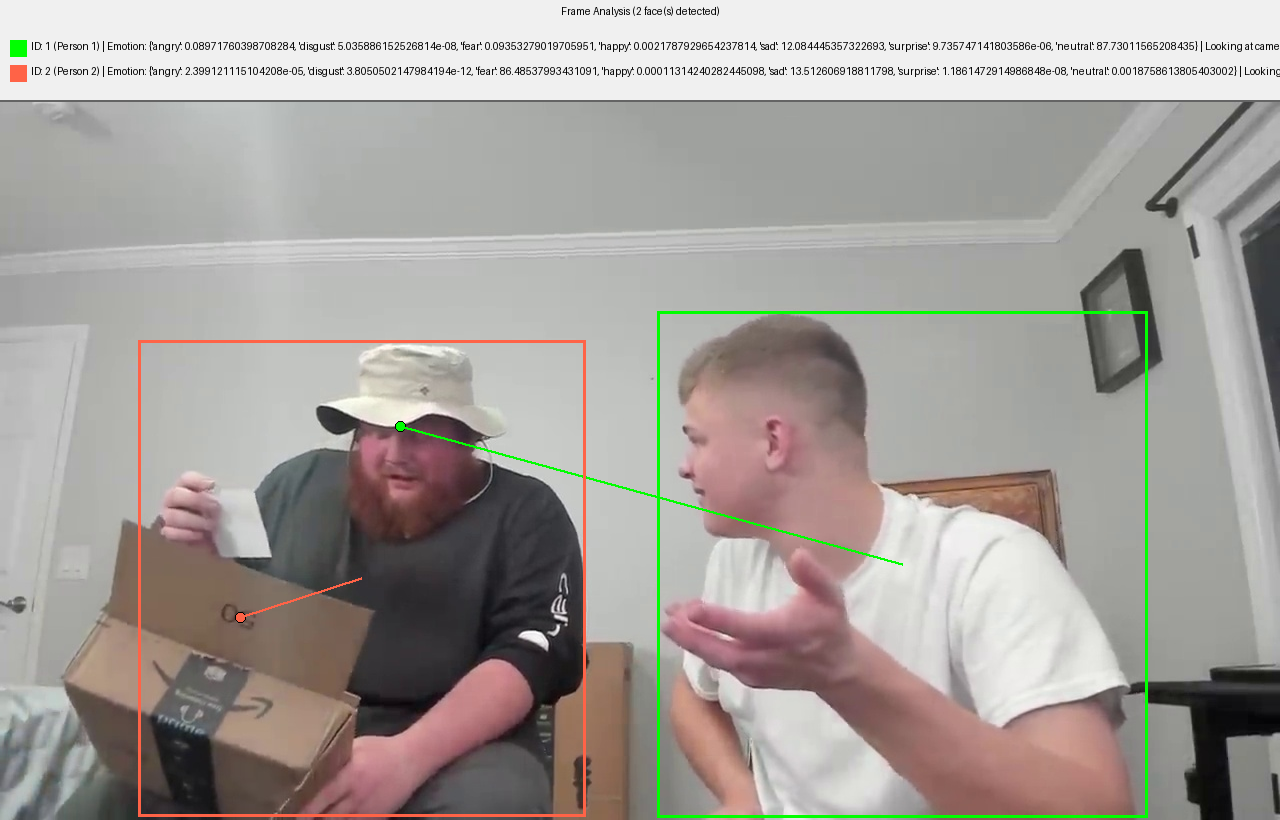 Frame Analysis (2 face(s) detected)
ID: 1 (Person 1) | Emotion: {'angry': 0.08971760398708284, 'disgust': 5.035886152526814e-08, 'fear': 0.09353279019705951, 'happy': 0.0021787929654237814, 'sad': 12.084445357322693, 'surprise': 9.735747141803586e-06, 'neutral': 87.73011565208435} | Looking at came
ID: 2 (Person 2) | Emotion: {'angry': 2.399121115104208e-05, 'disgust': 3.8050502147984194e-12, 'fear': 86.48537993431091, 'happy': 0.00011314240282445098, 'sad': 13.512606918811798, 'surprise': 1.1861472914986848e-08, 'neutral': 0.0018758613805403002} | Looking
prime